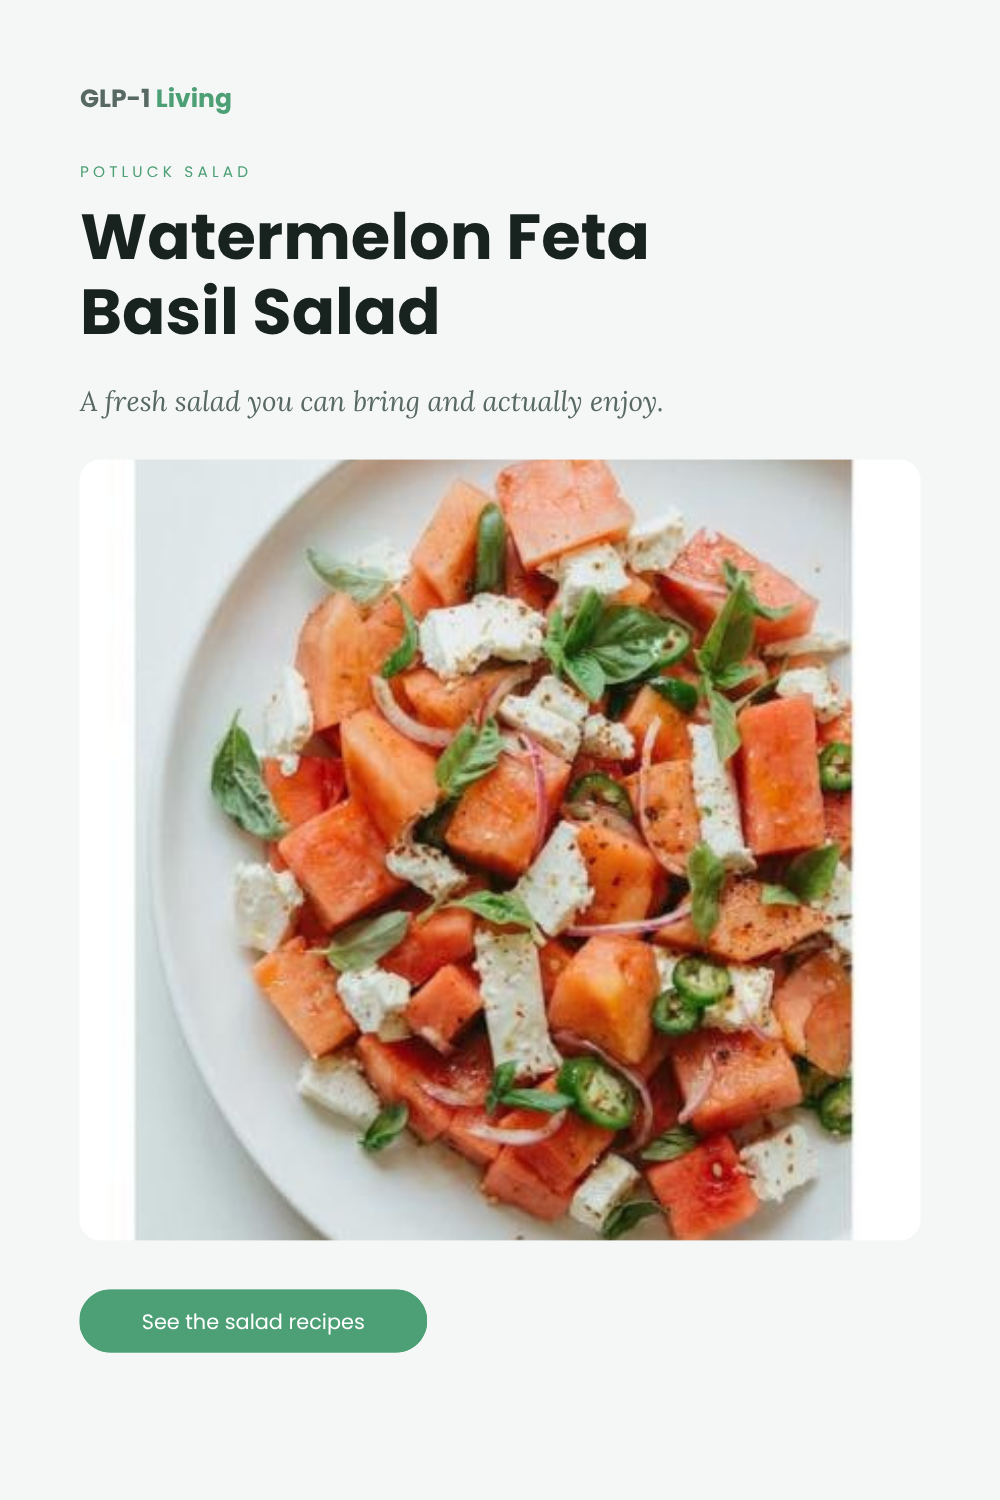 GLP-1 Living
POTLUCK SALAD
Watermelon Feta
Basil Salad
A fresh salad you can bring and actually enjoy.
See the salad recipes